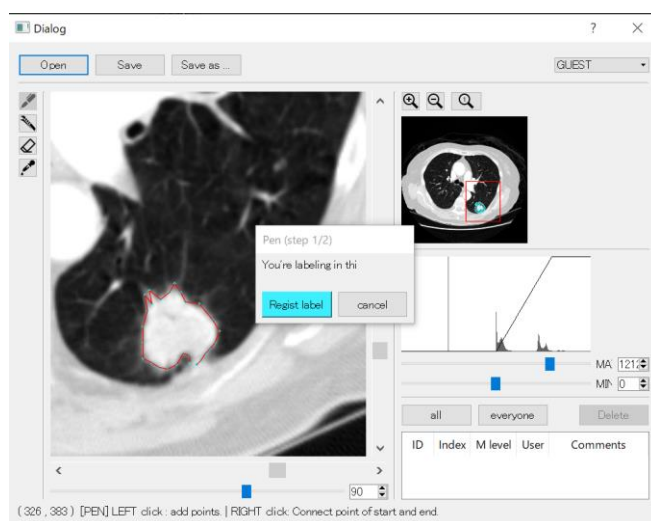 Dialog
?
Open Save Save as ... GUEST
Pen (step 1/2)
You're labeling in thi
Regist label cancel
MA: 1212
MIN 0
all everyone Delete
ID Index M level User Comments
90
(326 , 383) [PEN] LEFT click : add points. | RIGHT click: Connect point of start and end.